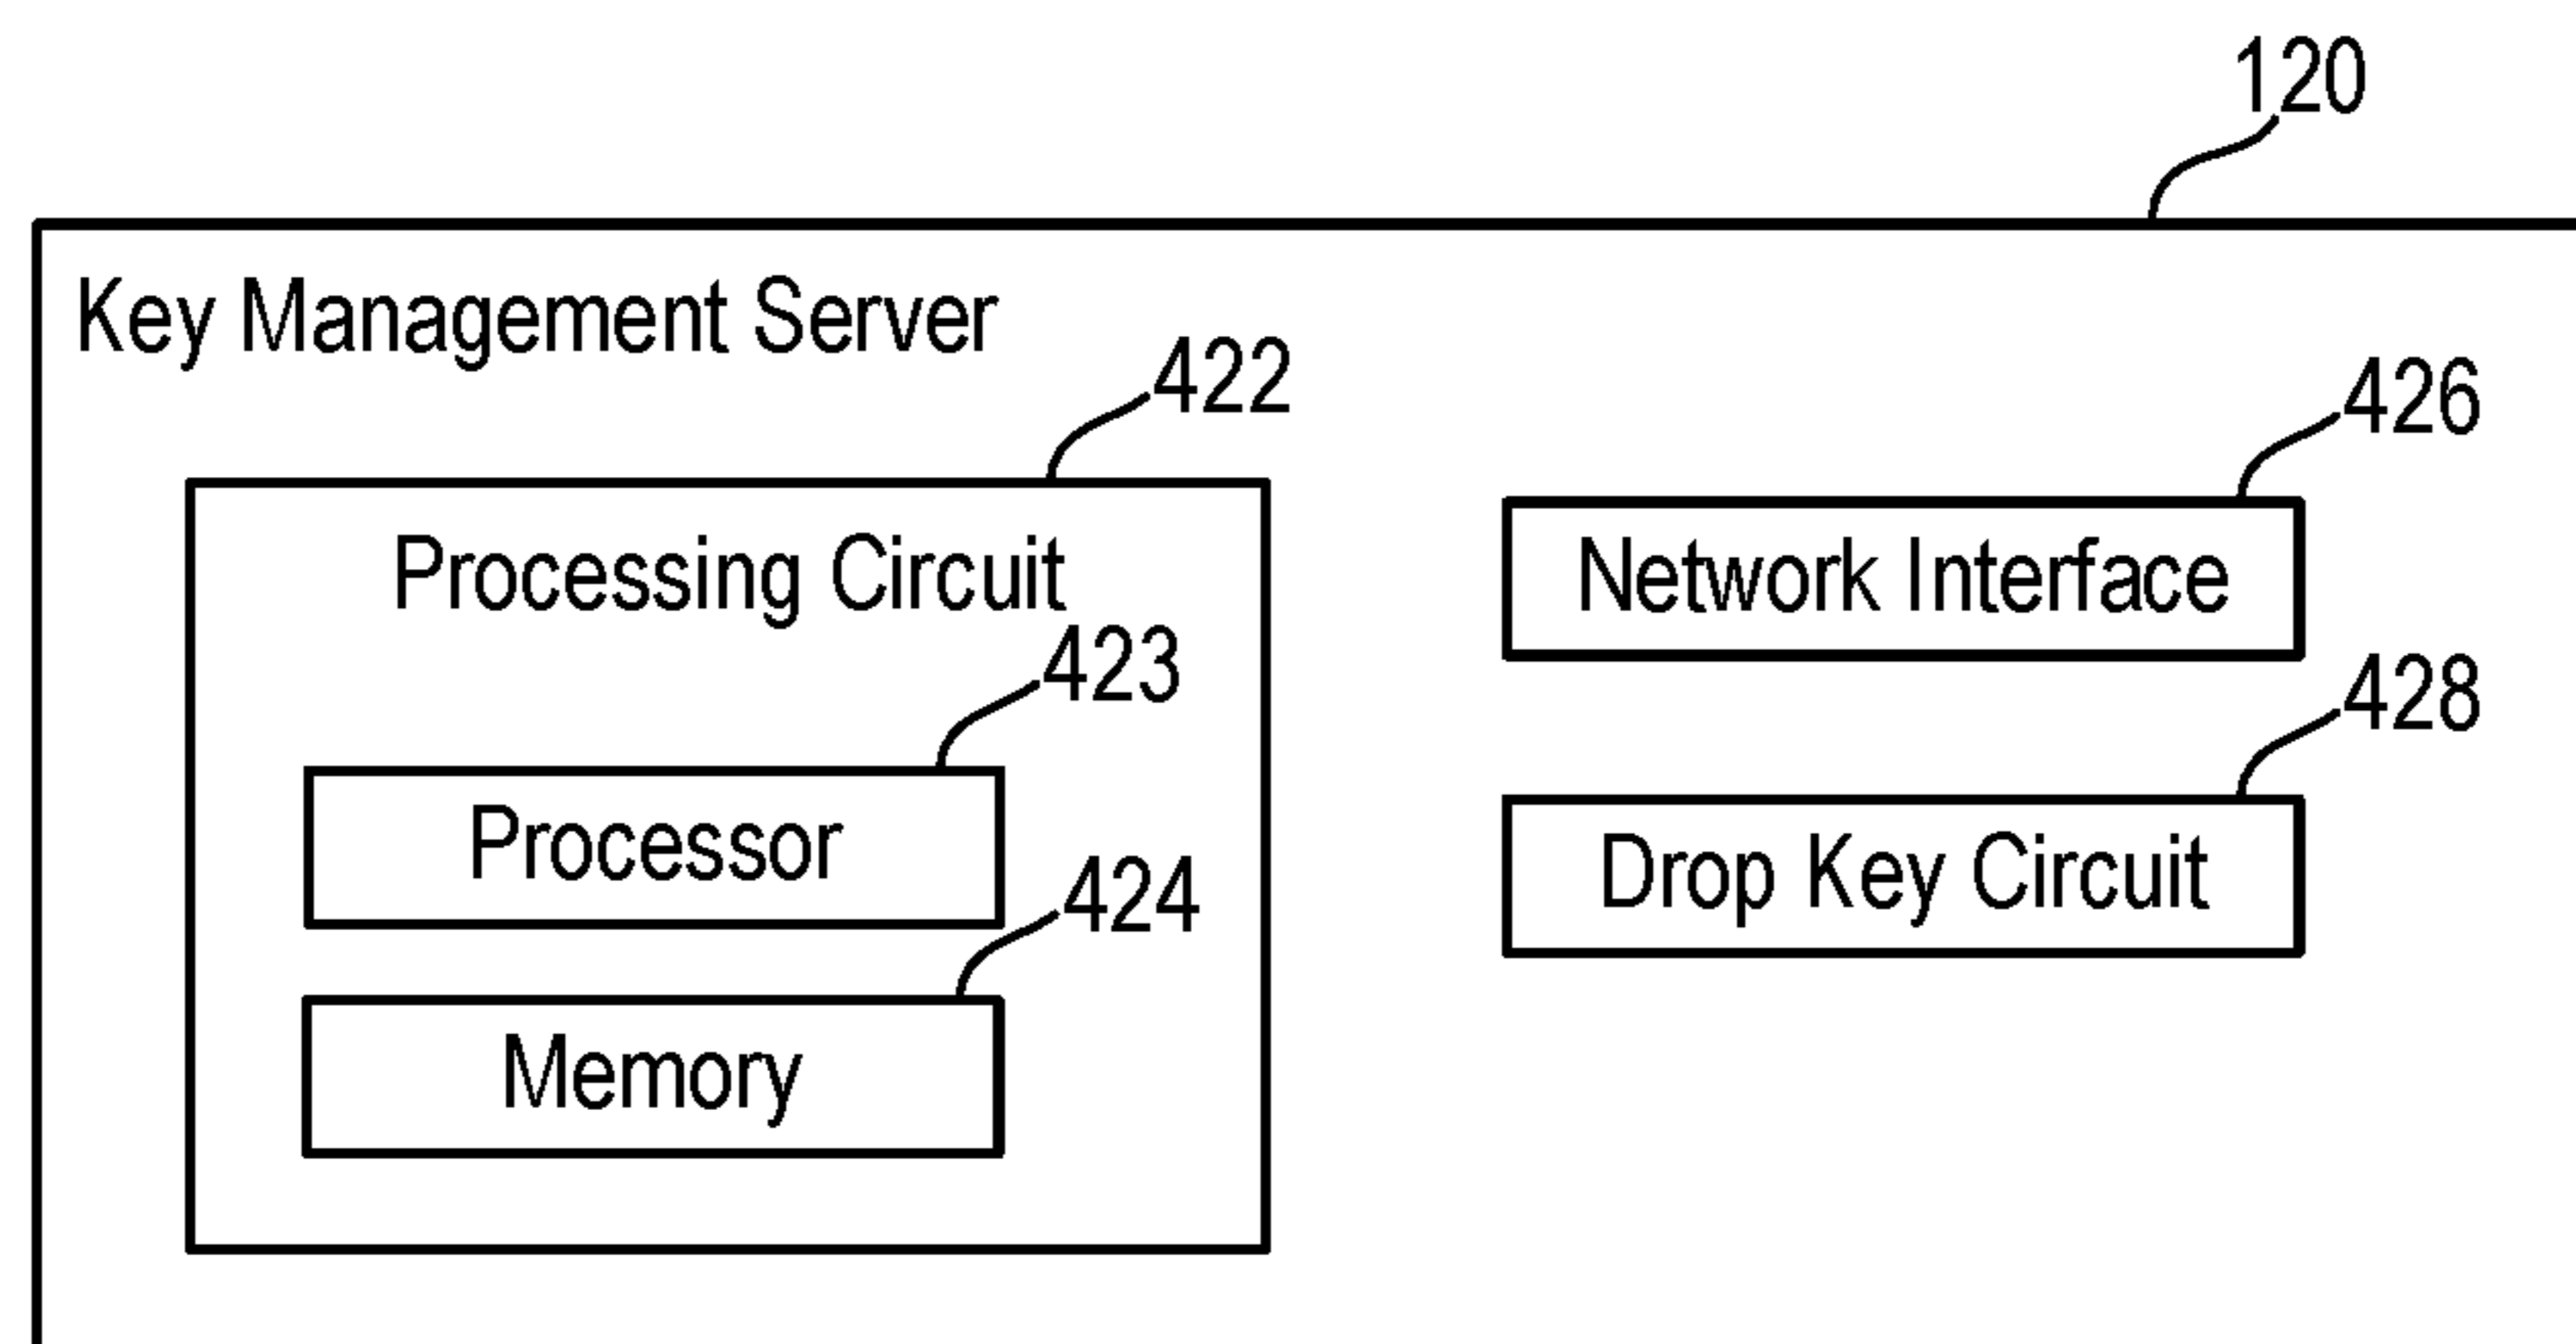 120
Key Management Server
422
426
Processing Circuit
Network Interface
423
428
Processor
Drop Key Circuit
424
Memory